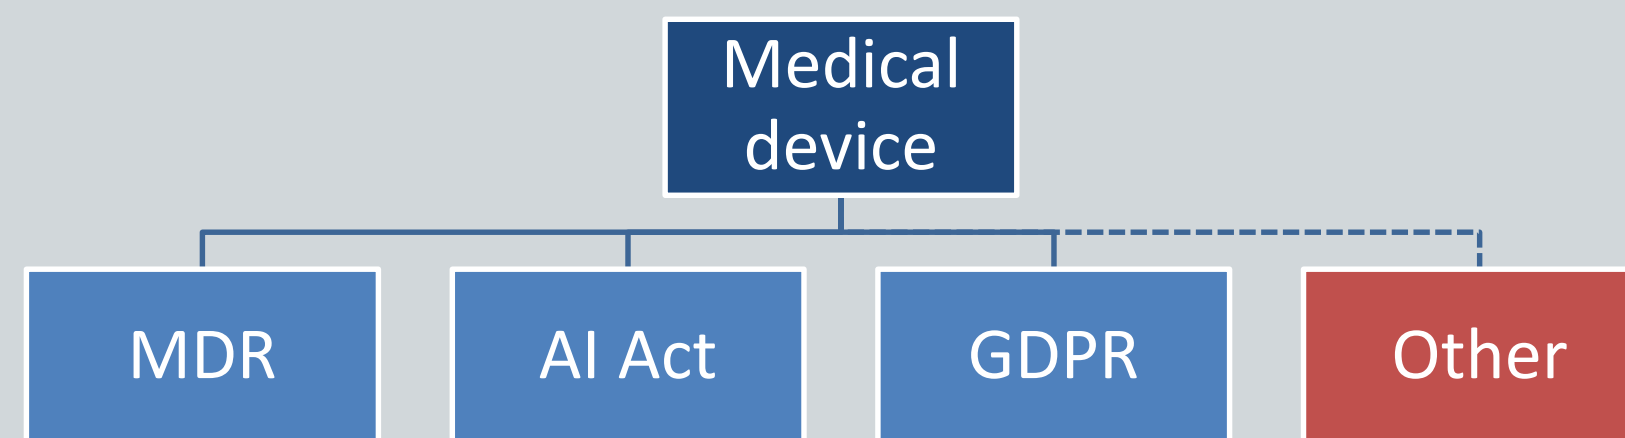 Medical
device
MDR
AI Act
GDPR
Other